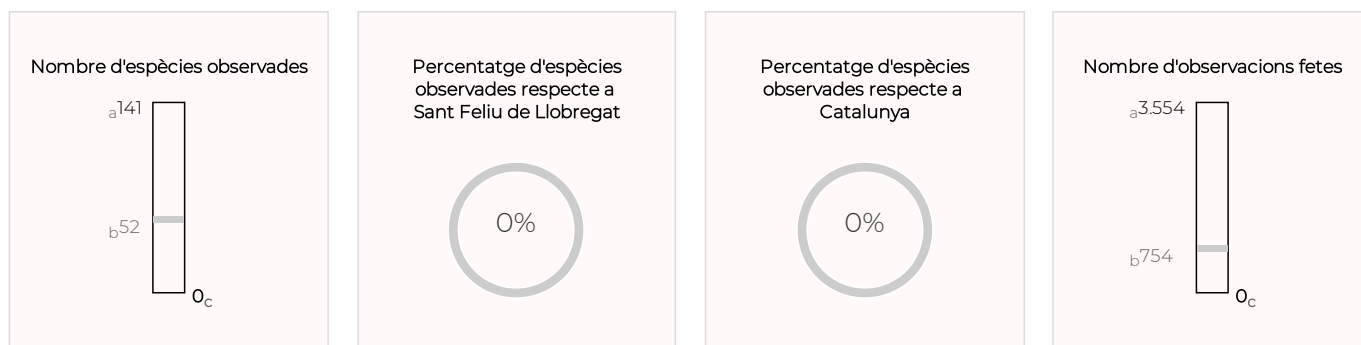 Nombre d'espècies observades
a141
b52
0c
Percentatge d'espècies
observades respecte a
Sant Feliu de Llobregat
0%
Percentatge d'espècies
observades respecte a
Catalunya
0%
Nombre d'observacions fetes
a3.554
b754
0c